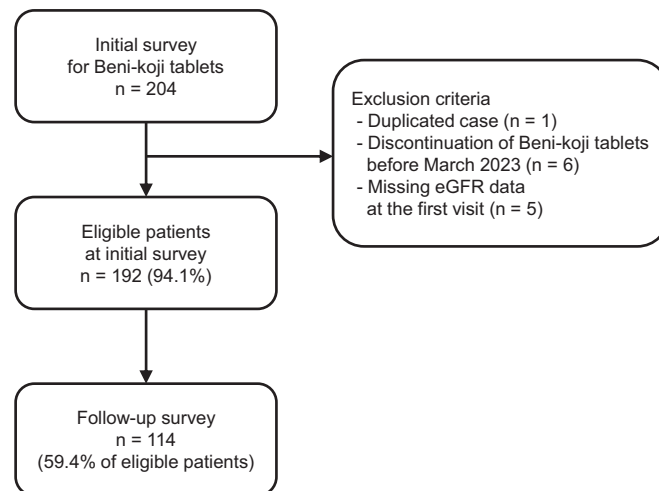 Initial survey
for Beni-koji tablets
n = 204
Exclusion criteria
- Duplicated case (n = 1)
- Discontinuation of Beni-koji tablets
before March 2023 (n = 6)
- Missing eGFR data
at the first visit (n = 5)
Eligible patients
at initial survey
n = 192 (94.1%)
Follow-up survey
n = 114
(59.4% of eligible patients)